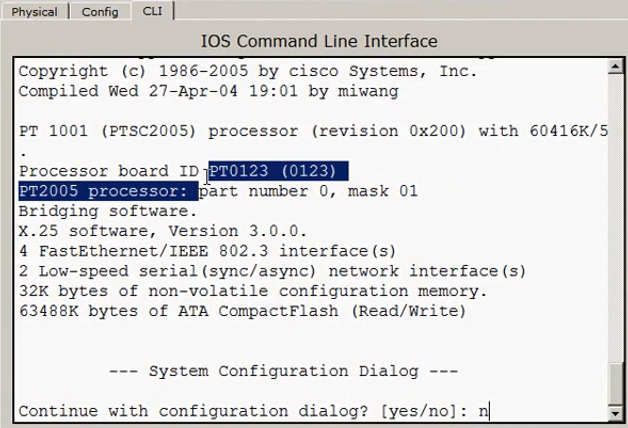 Physical Config CLI
IOS Command Line Interface
Copyright (c) 1986-2005 by cisco Systems, Inc.
Compiled Wed 27-Apr-04 19:01 by miwang
PT 1001 (PTSC2005) processor (revision 0x200) with 60416K/5
.
Processor board ID PT0123 (0123)
PT2005 processor: part number 0, mask 01
Bridging software.
X.25 software, Version 3.0.0.
4 FastEthernet/IEEE 802.3 interface(s)
2 Low-speed serial(sync/async) network interface(s)
32K bytes of non-volatile configuration memory.
63488K bytes of ATA CompactFlash (Read/Write)
--- System Configuration Dialog ---
Continue with configuration dialog? [yes/no]: n